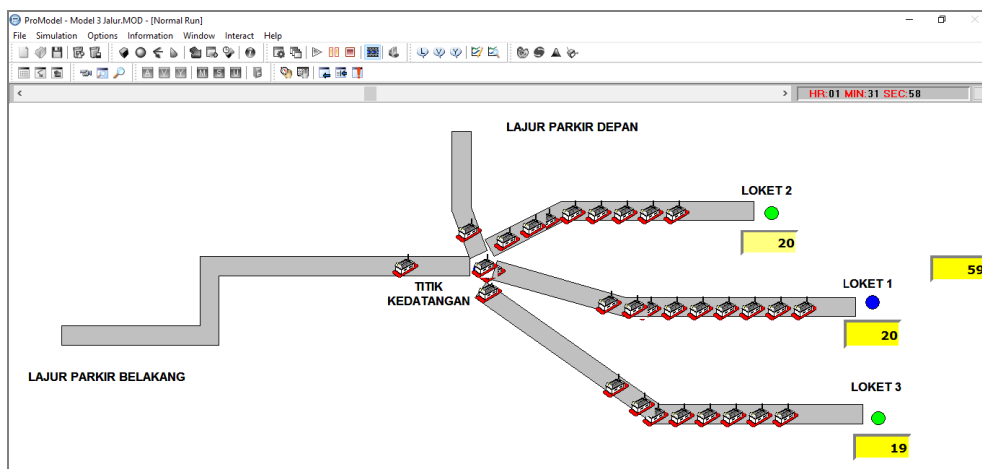 ProModel - Model 3 Jalur.MOD - [Normal Run]
File Simulation Options Information Window Interact Help
HR:01 MIN:31 SEC:58
LAJUR PARKIR DEPAN
LOKET 2
20
59
TITIK
KEDATANGAN
LOKET 1
20
LAJUR PARKIR BELAKANG
LOKET 3
19